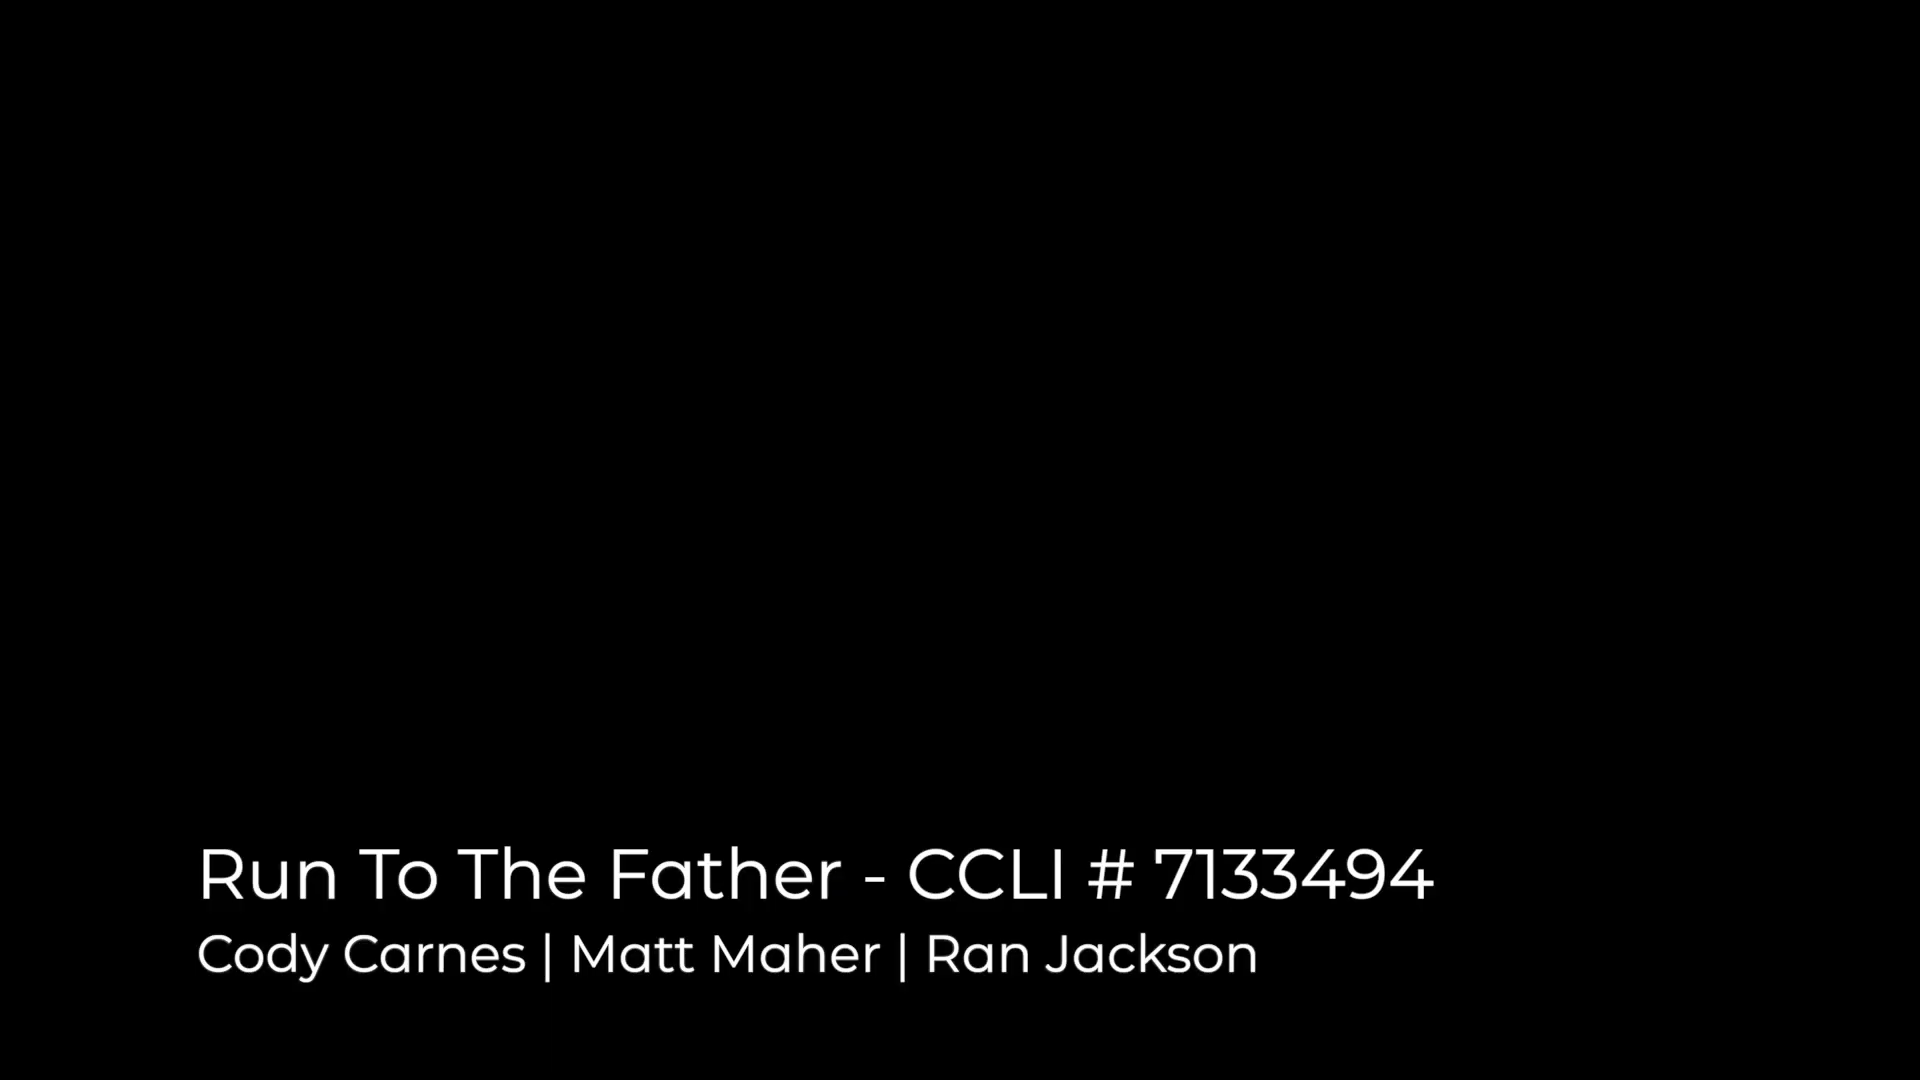 Run To The Father - CCLI # 7133494
Cody Carnes | Matt Maher | Ran Jackson